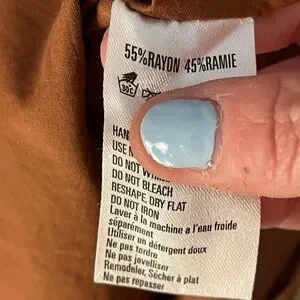 55%RAYON 45%RAMIE
30°C
DO NOT
DO NOT BLEACH
RESHAPE, DRY FLAT
DO NOT IRON
Laver à la machine a l'eau froide
séparément
Utiliser un détergent doux
Ne pas tordre
Ne pas javelliser
Remodeler, Sécher à plat
Ne pas repasser